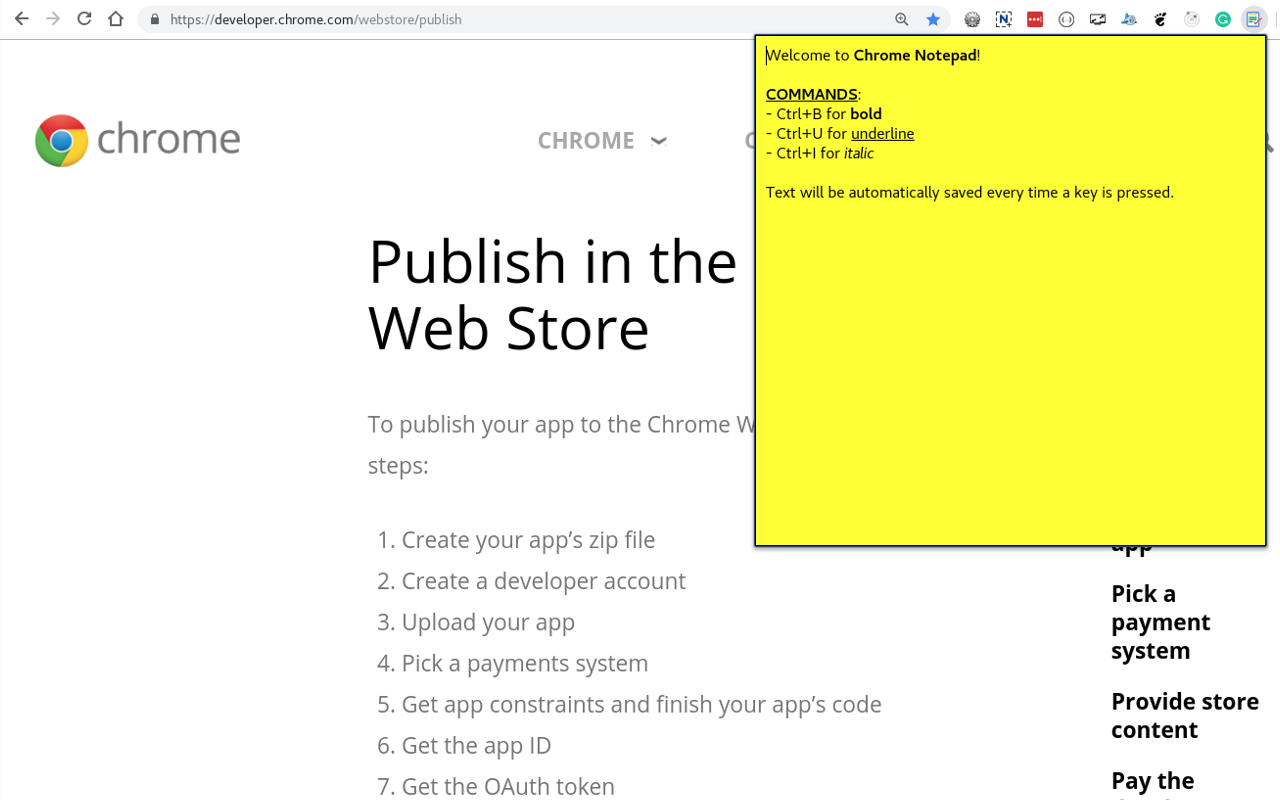 https://developer.chrome.com/webstore/publish
Welcome to Chrome Notepad!
COMMANDS:
- Ctrl+B for bold
- Ctrl+U for underline
- Ctrl+I for italic
Text will be automatically saved every time a key is pressed.
chrome
CHROME
Publish in the
Web Store
To publish your app to the Chrome W
steps:
1. Create your app’s zip file
2. Create a developer account
3. Upload your app
4. Pick a payments system
5. Get app constraints and finish your app’s code
6. Get the app ID
7. Get the OAuth token
app
Pick a
payment
system
Provide store
content
Pay the